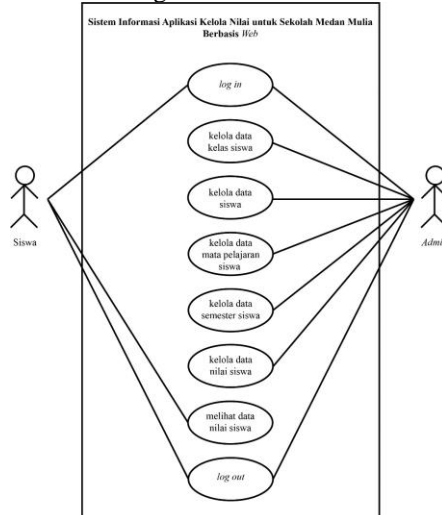 Sistem Informasi Aplikasi Kelola Nilai untuk Sekolah Medan Mulia
Berbasis Web
log in
kelola data
kelas siswa
kelola data
siswa
Siswa
kelola data
mata pelajaran
siswa
kelola data
semester siswa
kelola data
nilai siswa
melihat data
nilai siswa
log out